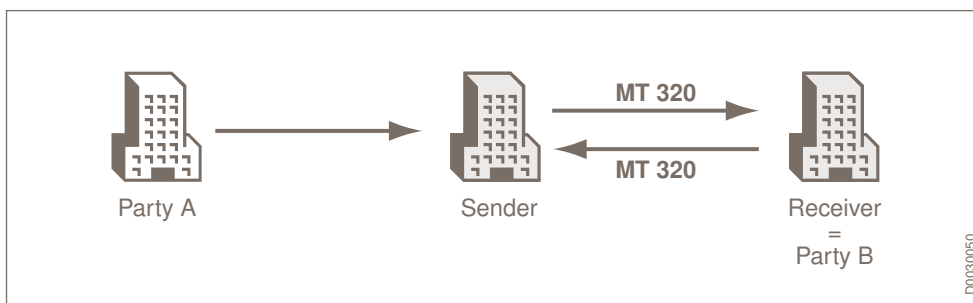 MT 320
MT 320
Party A
Sender
Receiver
=
Party B
D0030050